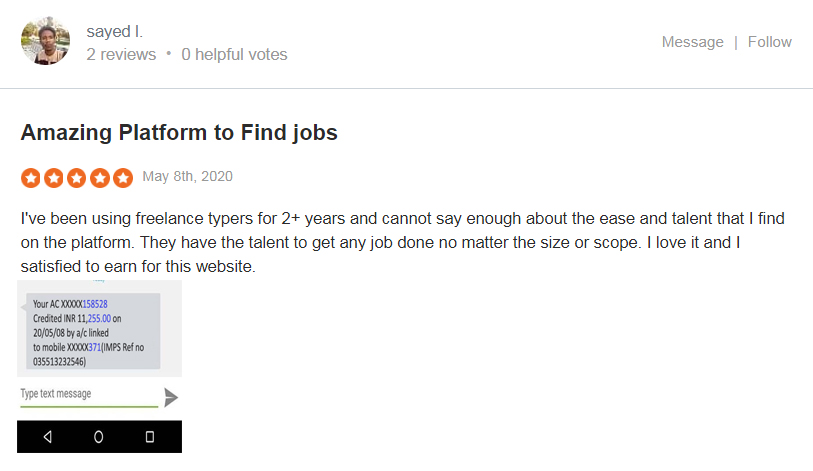 sayed l.
2 reviews • 0 helpful votes
Message | Follow
Amazing Platform to Find jobs
May 8th, 2020
I've been using freelance typers for 2+ years and cannot say enough about the ease and talent that I find
on the platform. They have the talent to get any job done no matter the size or scope. I love it and I
satisfied to earn for this website.
Your AC XXXXX158528
Credited INR 11,255.00 on
20/05/08 by a/c linked
to mobile XXXXX371(IMPS Ref no
035513232546)
Type text message